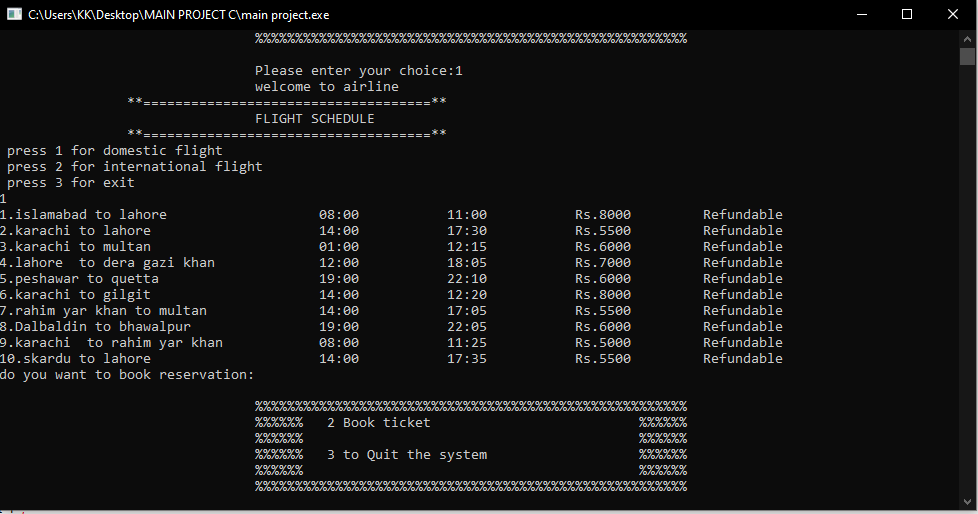 C:\Users\KK\Desktop\MAIN PROJECT C\main project.exe
%%%%%%%%%%%%%%%%%%%%%%%%%%%%%%%%%%%%%%%%%%%%%%%%%%%%%%
Please enter your choice:1
welcome to airline
**====================================**
FLIGHT SCHEDULE
**====================================**
press 1 for domestic flight
press 2 for international flight
press 3 for exit
1
1.islamabad to lahore 08:00 11:00 Rs.8000 Refundable
2.karachi to lahore 14:00 17:30 Rs.5500 Refundable
3.karachi to multan 01:00 12:15 Rs.6000 Refundable
4.lahore  to dera gazi khan 12:00 18:05 Rs.7000 Refundable
5.peshawar to quetta 19:00 22:10 Rs.6000 Refundable
6.karachi to gilgit 14:00 12:20 Rs.8000 Refundable
7.rahim yar khan to multan 14:00 17:05 Rs.5500 Refundable
8.Dalbaldin to bhawalpur 19:00 22:05 Rs.6000 Refundable
9.karachi  to rahim yar khan 08:00 11:25 Rs.5000 Refundable
10.skardu to lahore 14:00 17:35 Rs.5500 Refundable
do you want to book reservation:
%%%%%%%%%%%%%%%%%%%%%%%%%%%%%%%%%%%%%%%%%%%%%%%%%%%%%%
%%%%%% 2 Book ticket %%%%%%
%%%%%% %%%%%%
%%%%%% 3 to Quit the system %%%%%%
%%%%%% %%%%%%
%%%%%%%%%%%%%%%%%%%%%%%%%%%%%%%%%%%%%%%%%%%%%%%%%%%%%%